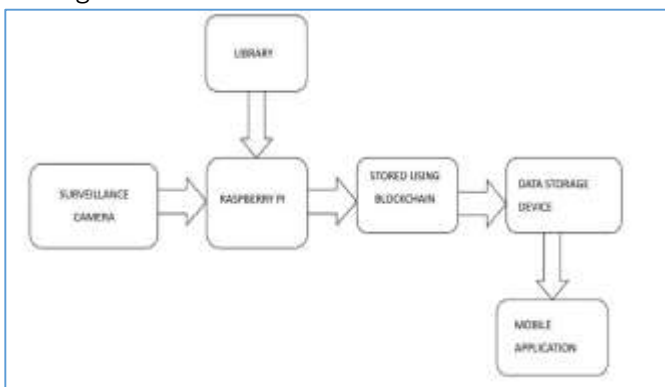 LIBRARY
SURVEILLANCE
CAMERA
RASPBERRY PI
STORED USING
BLOCKCHAIN
DATA STORAGE
DEVICE
MOBILE
APPLICATION